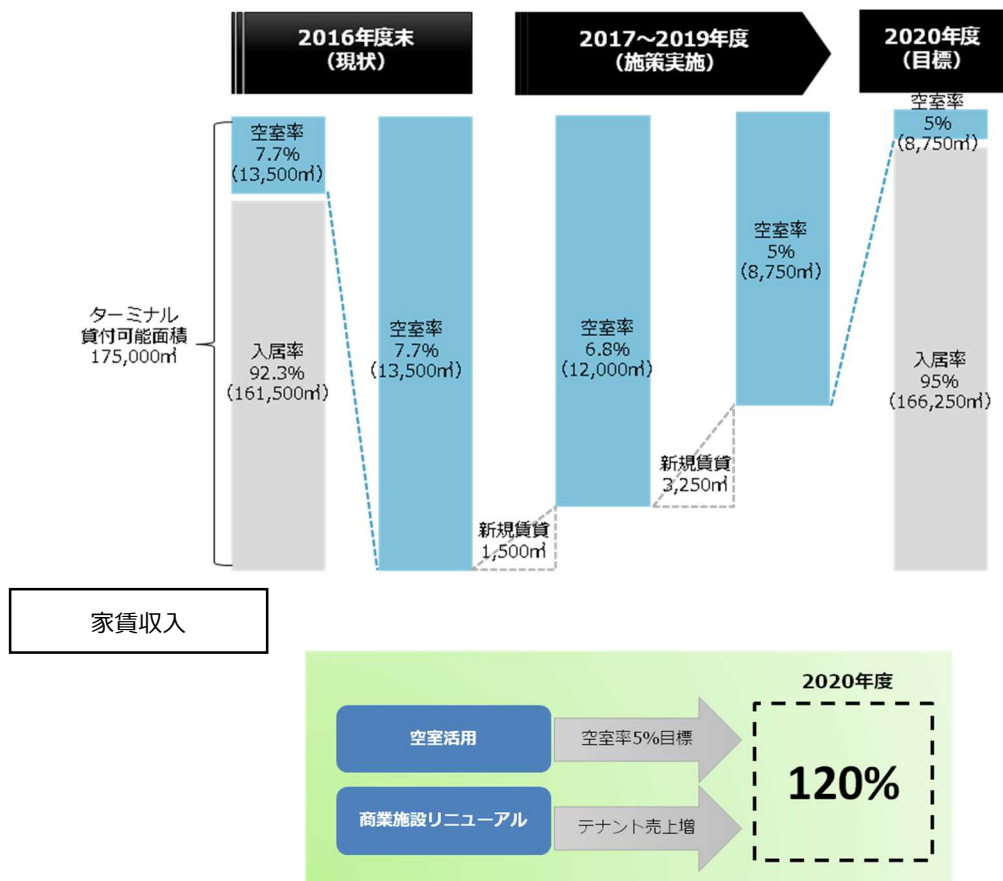 2016年度末
（現状）
2017～2019年度
（施策実施）
2020年度
（目標）
空室率
7.7%
（13,500㎡）
入居率
92.3%
（161,500㎡）
ターミナル
貸付可能面積
175,000㎡
空室率
7.7%
（13,500㎡）
新規賃貸
1,500㎡
空室率
6.8%
（12,000㎡）
新規賃貸
3,250㎡
空室率
5%
（8,750㎡）
空室率
5%
（8,750㎡）
入居率
95%
（166,250㎡）
家賃収入
2020年度
空室活用
空室率5%目標
120%
商業施設リニューアル
テナント売上増